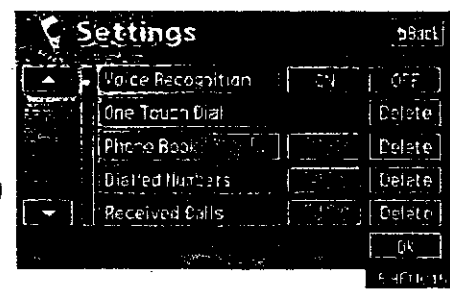 Settings
Back
Voice Recognition ON OFF
One Touch Dial Delete
Phone Book Delete
Dialled Numbers Delete
Received Calls Delete
Ok